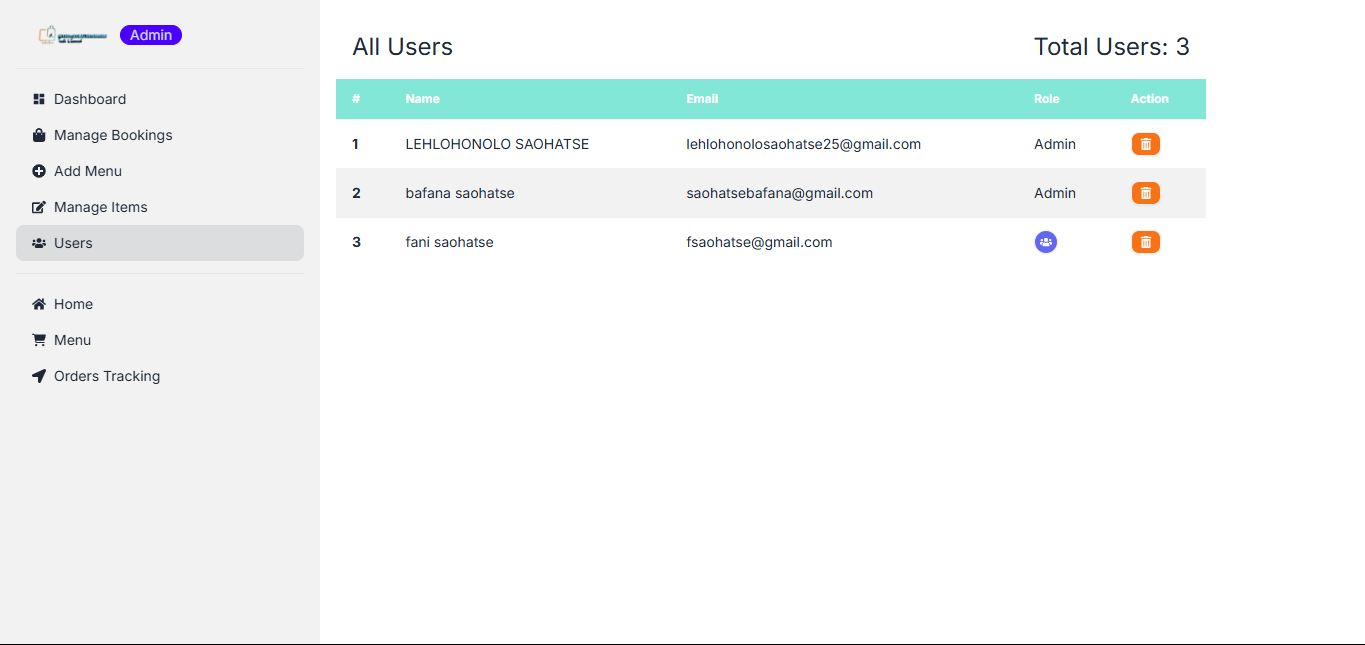 Admin
Dashboard
Manage Bookings
Add Menu
Manage Items
Users
Home
Menu
Orders Tracking
All Users Total Users: 3
# Name Email Role Action
1 LEHLOHONOLO SAOHATSE lehlohonolosaohatse25@gmail.com Admin
2 bafana saohatse saohatsebafana@gmail.com Admin
3 fani saohatse fsaohatse@gmail.com